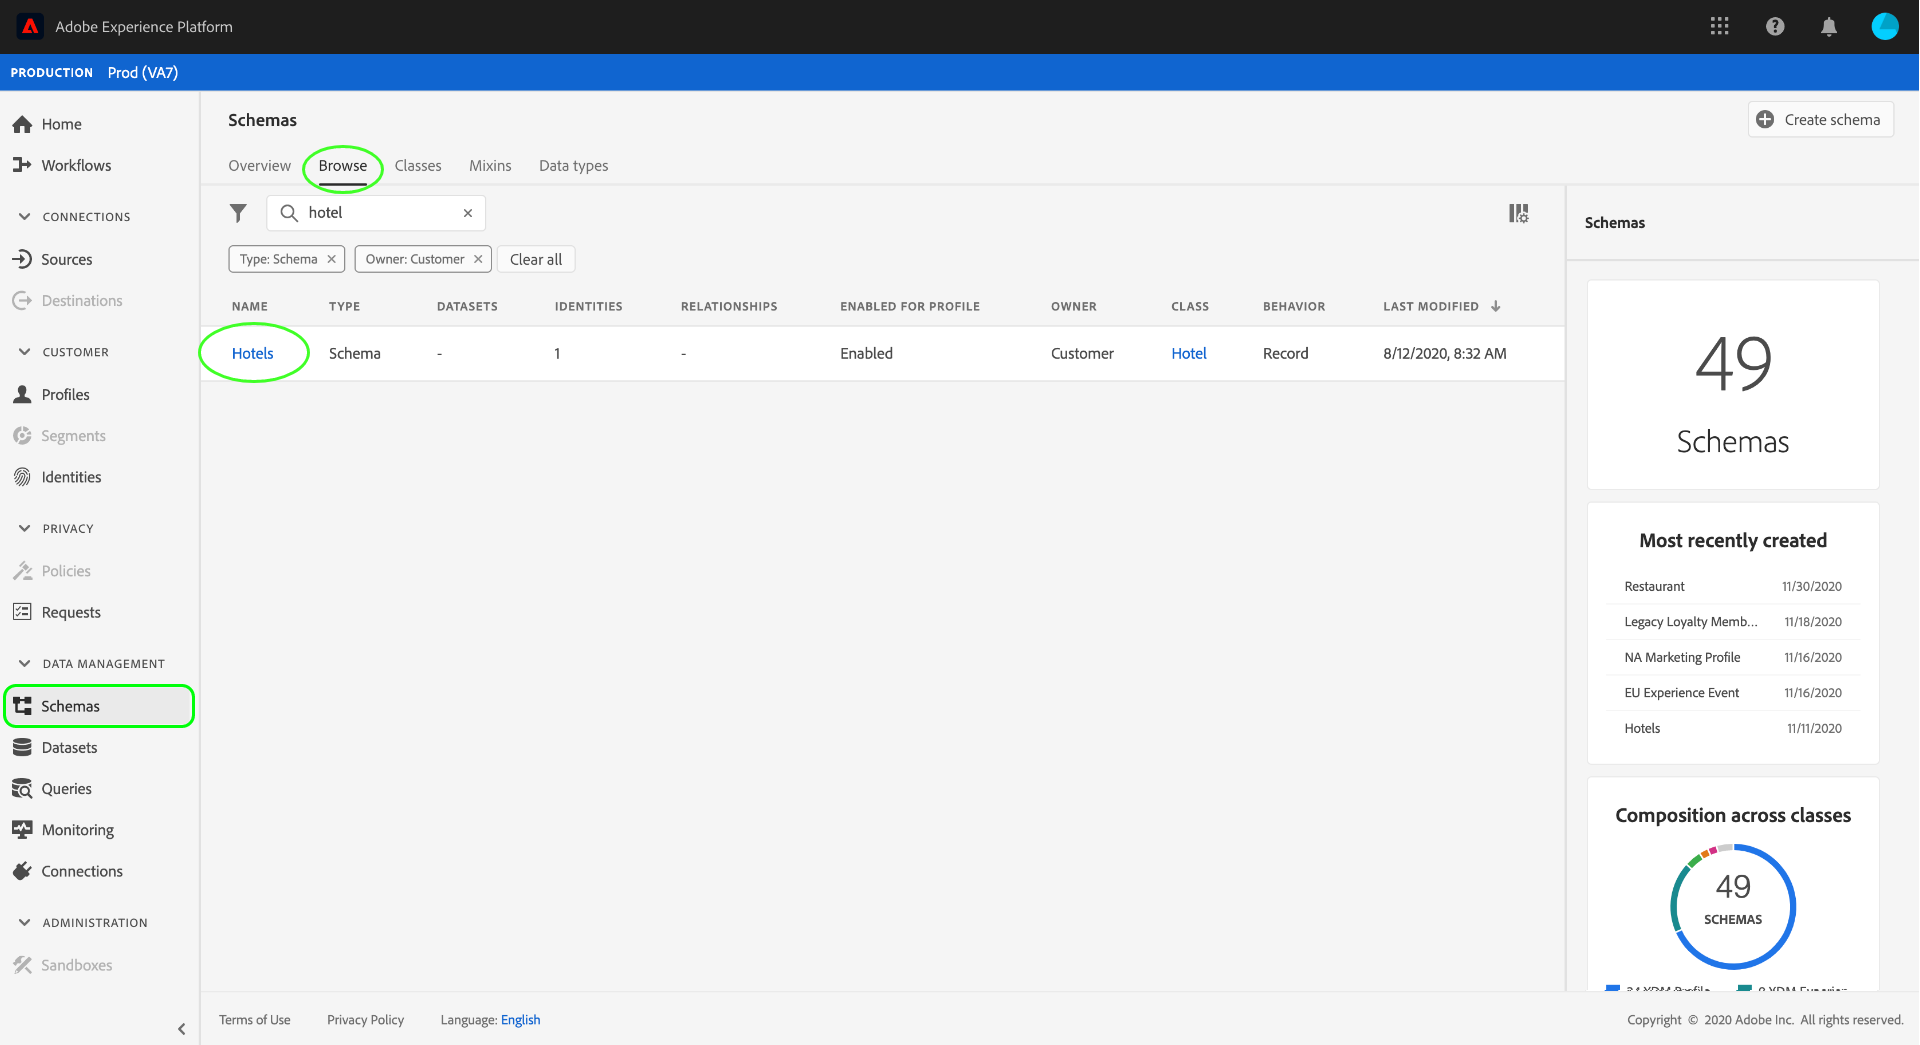 Adobe Experience Platform
PRODUCTION Prod (VA7)
Home
Workflows
CONNECTIONS
Sources
Destinations
CUSTOMER
Profiles
Segments
Identities
PRIVACY
Policies
Requests
DATA MANAGEMENT
Schemas
Datasets
Queries
Monitoring
Connections
ADMINISTRATION
Sandboxes
Schemas
Create schema
Overview Browse Classes Mixins Data types
hotel
Type: Schema Owner: Customer Clear all
NAME TYPE DATASETS IDENTITIES RELATIONSHIPS ENABLED FOR PROFILE OWNER CLASS BEHAVIOR LAST MODIFIED
Hotels Schema - 1 - Enabled Customer Hotel Record 8/12/2020, 8:32 AM
Schemas
49
Schemas
Most recently created
Restaurant 11/30/2020
Legacy Loyalty Memb... 11/18/2020
NA Marketing Profile 11/16/2020
EU Experience Event 11/16/2020
Hotels 11/11/2020
Composition across classes
49
SCHEMAS
Terms of Use Privacy Policy Language: English
Copyright © 2020 Adobe Inc. All rights reserved.